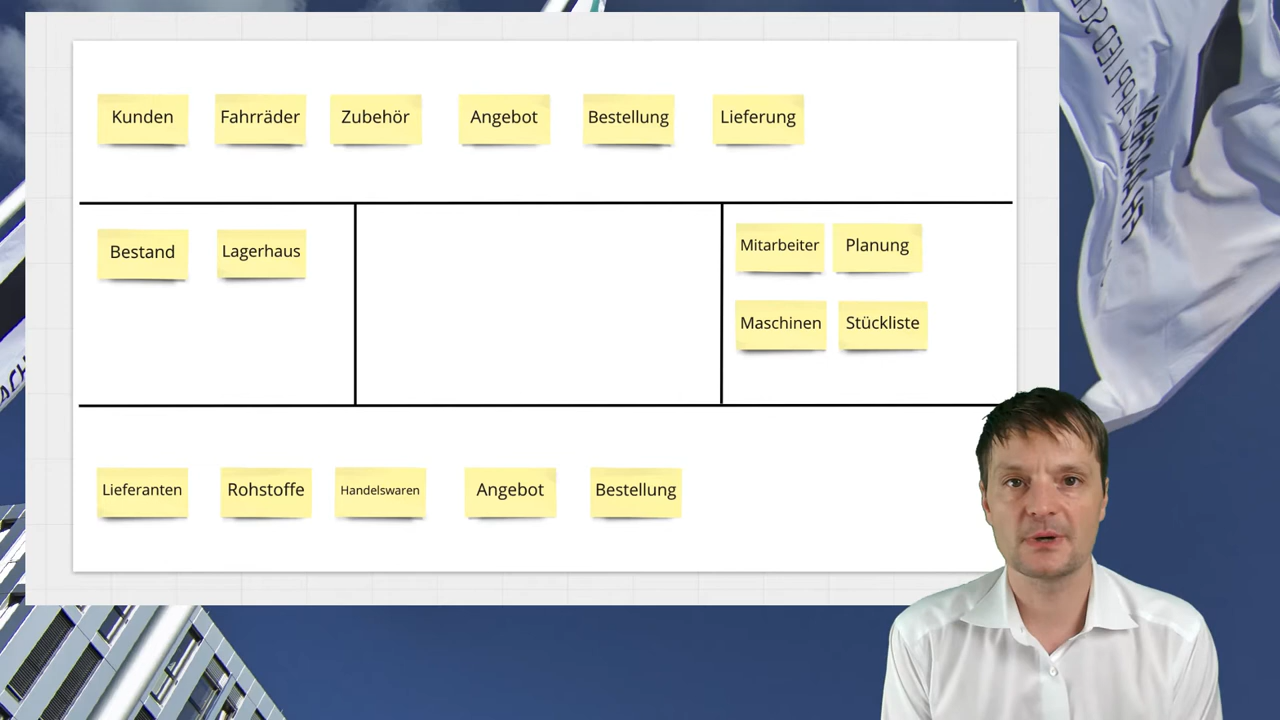 Kunden
Fahrräder
Zubehör
Angebot
Bestellung
Lieferung
Bestand
Lagerhaus
Mitarbeiter
Planung
Maschinen
Stückliste
Lieferanten
Rohstoffe
Handelswaren
Angebot
Bestellung